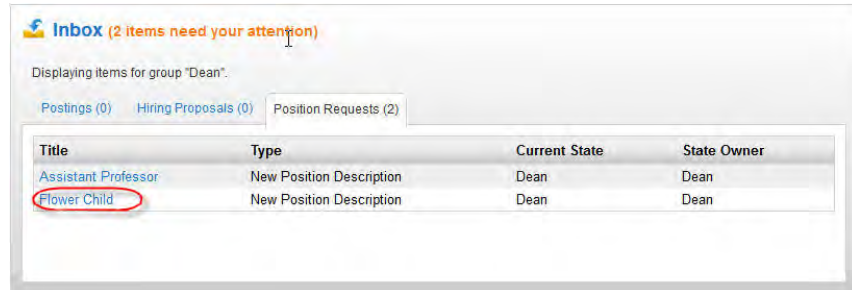 Inbox (2 items need your attention)
Displaying items for group "Dean".
Postings (0) Hiring Proposals (0) Position Requests (2)
Title Type Current State State Owner
Assistant Professor New Position Description Dean Dean
Flower Child New Position Description Dean Dean